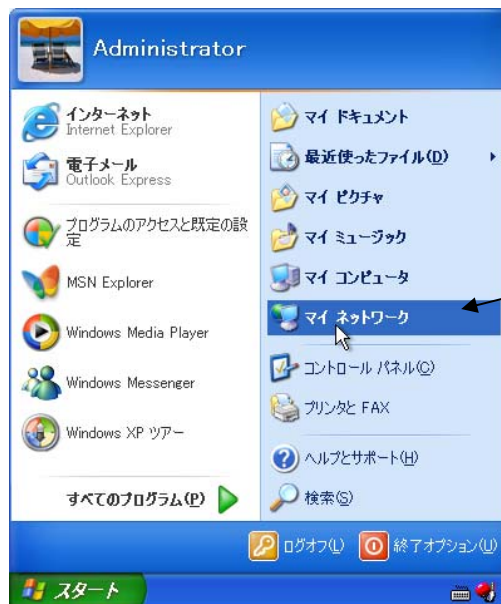 Administrator
インターネット
Internet Explorer
電子メール
Outlook Express
プログラムのアクセスと既定の設
定
MSN Explorer
Windows Media Player
Windows Messenger
Windows XP ツアー
すべてのプログラム(P)
マイ ドキュメント
最近使ったファイル(D)
マイ ピクチャ
マイ ミュージック
マイ コンピュータ
マイ ネットワーク
コントロール パネル(C)
プリンタと FAX
ヘルプとサポート(H)
検索(S)
ログオフ(L)
終了オプション(U)
スタート